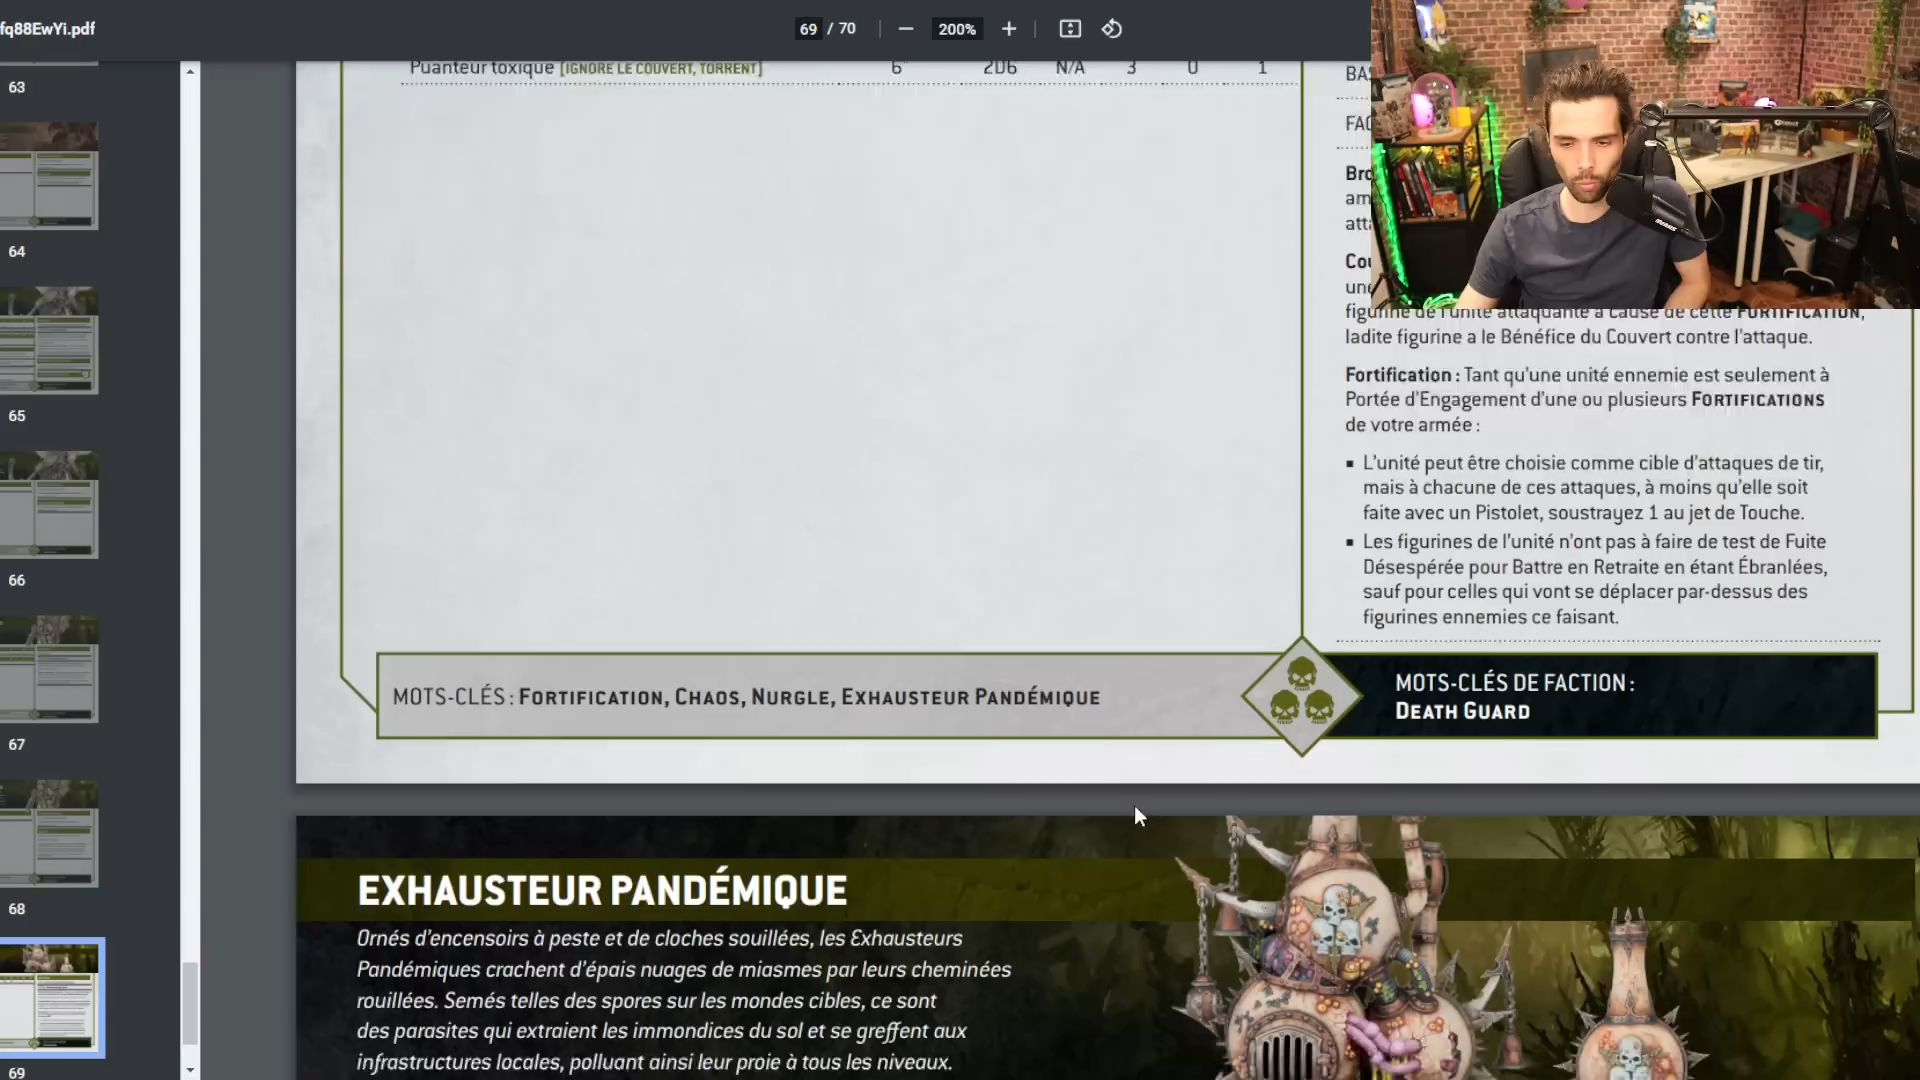 fq88EwYi.pdf
69 / 70
200%
63
64
65
66
67
68
69
Puanteur toxique [IGNORE LE COUVERT, TORRENT] 6" 2D6 N/A 3 0 1
figurine de l'unité attaquante à cause de cette FORTIFICATION,
ladite figurine a le Bénéfice du Couvert contre l'attaque.
Fortification : Tant qu'une unité ennemie est seulement à
Portée d'Engagement d'une ou plusieurs FORTIFICATIONS
de votre armée :
▪ L'unité peut être choisie comme cible d'attaques de tir,
mais à chacune de ces attaques, à moins qu'elle soit
faite avec un Pistolet, soustrayez 1 au jet de Touche.
▪ Les figurines de l'unité n'ont pas à faire de test de Fuite
Désespérée pour Battre en Retraite en étant Ébranlées,
sauf pour celles qui vont se déplacer par-dessus des
figurines ennemies ce faisant.
MOTS-CLÉS : FORTIFICATION, CHAOS, NURGLE, EXHAUSTEUR PANDÉMIQUE
MOTS-CLÉS DE FACTION :
DEATH GUARD
EXHAUSTEUR PANDÉMIQUE
Ornés d'encensoirs à peste et de cloches souillées, les Exhausteurs
Pandémiques crachent d'épais nuages de miasmes par leurs cheminées
rouillées. Semés telles des spores sur les mondes cibles, ce sont
des parasites qui extraient les immondices du sol et se greffent aux
infrastructures locales, polluant ainsi leur proie à tous les niveaux.